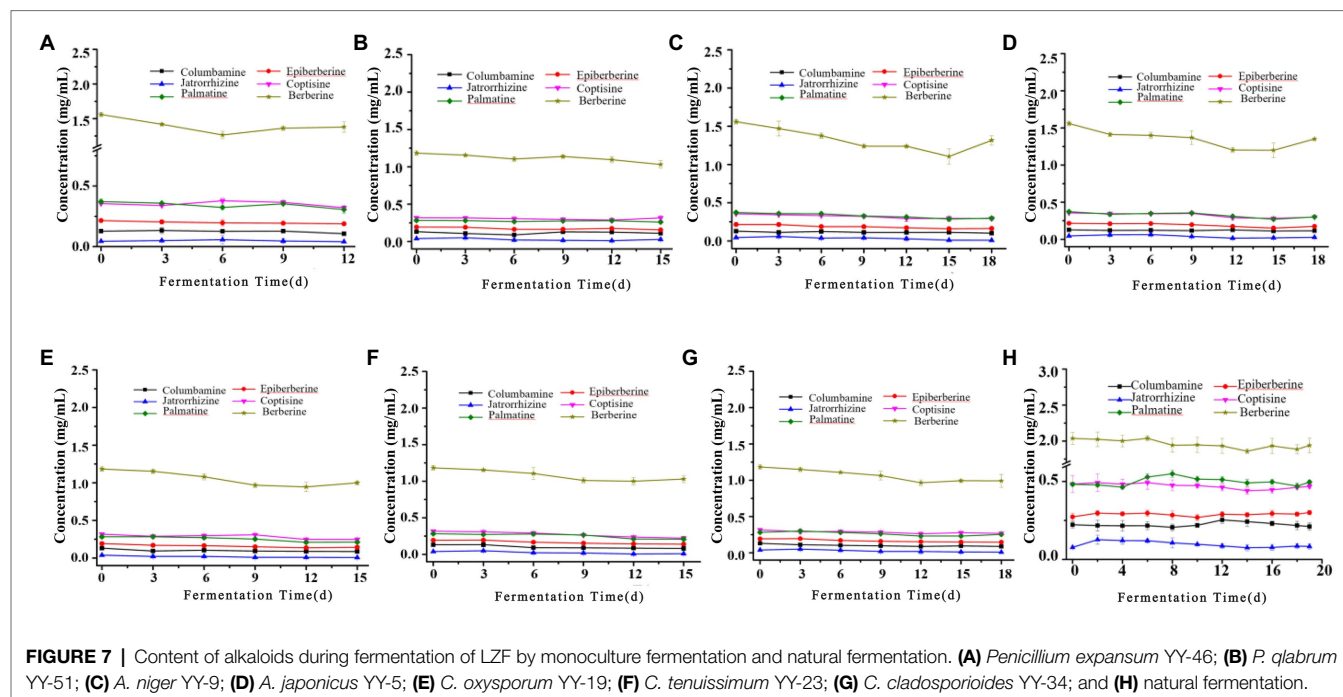 A
Concentration (mg/mL)
2.5
2.0
1.5
0.5
0.0
Columbamine
Jatrorrhizine
Palmatine
Epiberberine
Coptisine
Berberine
0 3 6 9 12
Fermentation Time(d)
B
Concentration (mg/mL)
2.5
2.0
1.5
1.0
0.5
0.0
Columbamine
Jatrorrhizine
Palmatine
Epiberberine
Coptisine
Berberine
0 3 6 9 12 15
Fermentation Time(d)
C
Concentration (mg/mL)
2.5
2.0
1.5
1.0
0.5
0.0
Columbamine
Jatrorrhizine
Palmatine
Epiberberine
Coptisine
Berberine
0 3 6 9 12 15 18
Fermentation Time(d)
D
Concentration (mg/mL)
2.5
2.0
1.5
1.0
0.5
0.0
Columbamine
Jatrorrhizine
Palmatine
Epiberberine
Coptisine
Berberine
0 3 6 9 12 15 18
Fermentation Time(d)
E
Concentration (mg/mL)
2.5
2.0
1.5
1.0
0.5
0.0
Columbamine
Jatrorrhizine
Palmatine
Epiberberine
Coptisine
Berberine
0 3 6 9 12 15
Fermentation Time(d)
F
Concentration (mg/mL)
2.5
2.0
1.5
1.0
0.5
0.0
Columbamine
Jatrorrhizine
Palmatine
Epiberberine
Coptisine
Berberine
0 3 6 9 12 15
Fermentation Time(d)
G
Concentration (mg/mL)
2.5
2.0
1.5
1.0
0.5
0.0
Columbamine
Jatrorrhizine
Palmatine
Epiberberine
Coptisine
Berberine
0 3 6 9 12 15 18
Fermentation Time(d)
H
Concentration (mg/mL)
3.0
2.5
2.0
0.5
0.0
Columbamine
Jatrorrhizine
Palmatine
Epiberberine
Coptisine
Berberine
0 4 8 12 16 20
Fermentation Time(d)
FIGURE 7 | Content of alkaloids during fermentation of LZF by monoculture fermentation and natural fermentation. (A) Penicillium expansum YY-46; (B) P. qlabrum
YY-51; (C) A. niger YY-9; (D) A. japonicus YY-5; (E) C. oxysporum YY-19; (F) C. tenuissimum YY-23; (G) C. cladosporioides YY-34; and (H) natural fermentation.